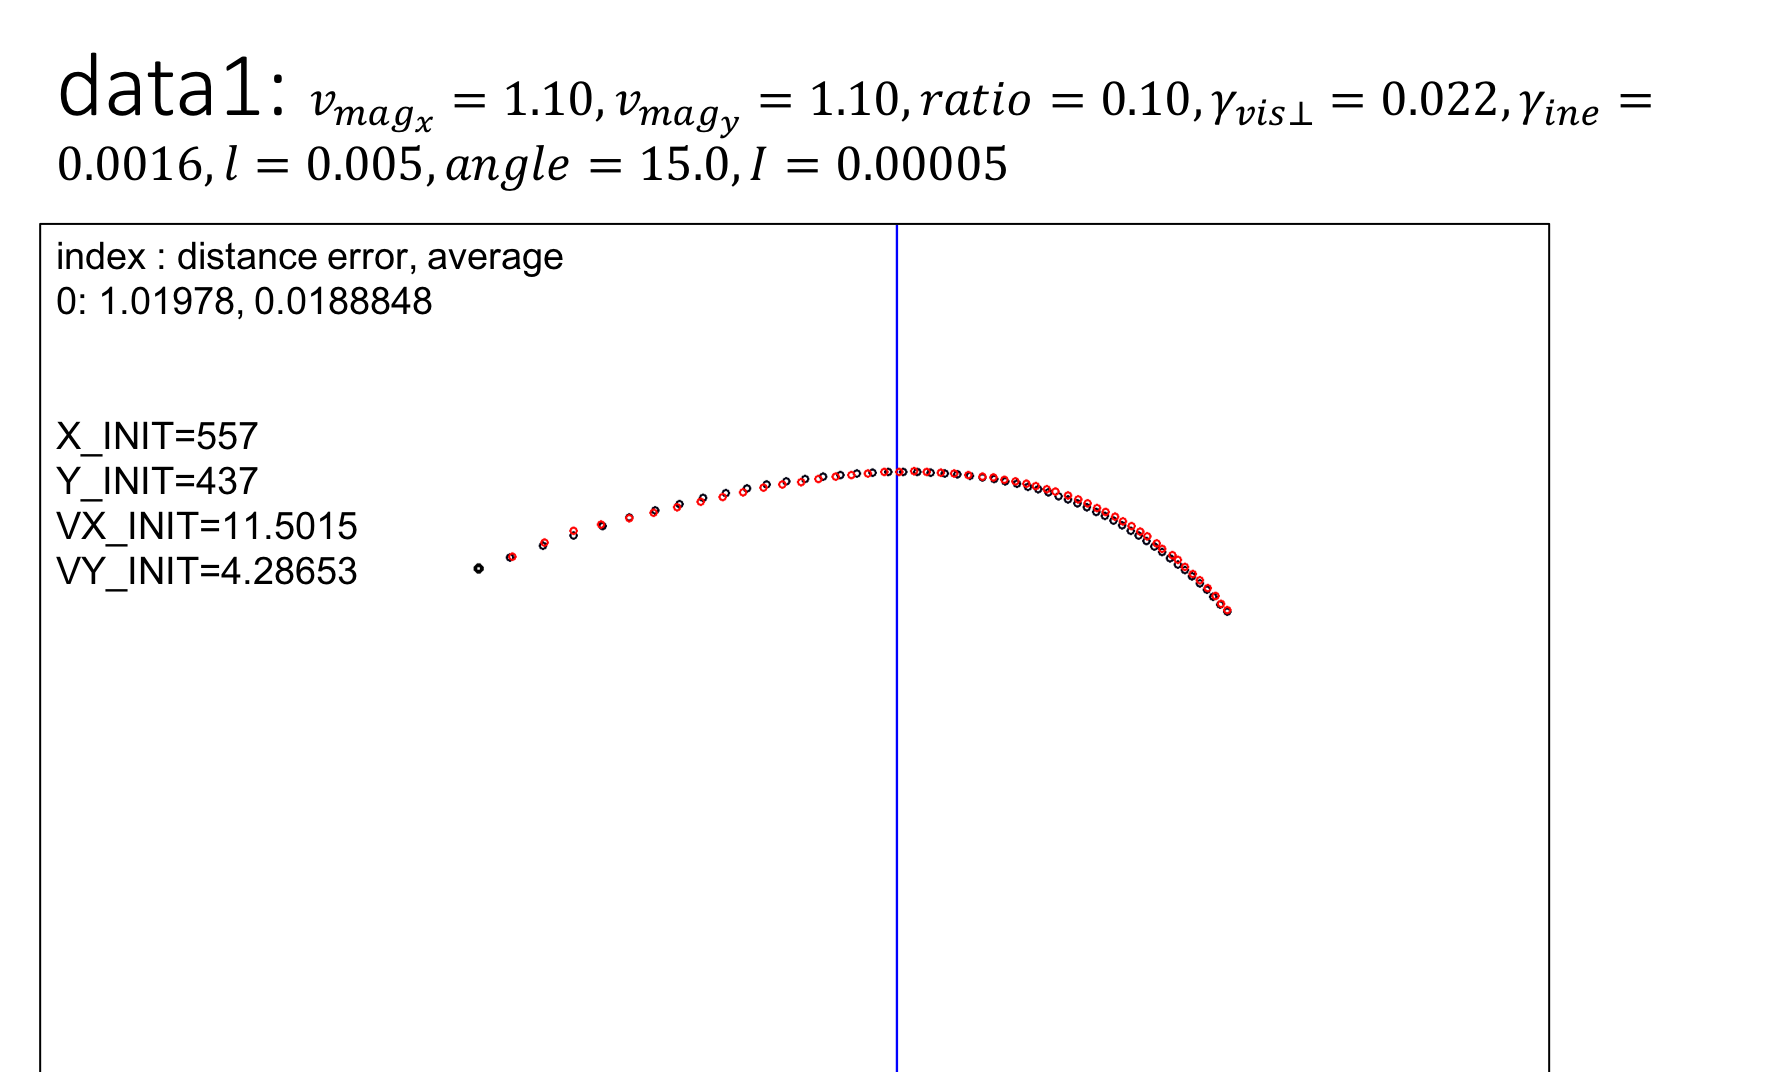 data1: v_{mag_x} = 1.10, v_{mag_y} = 1.10, ratio = 0.10, γ_{vis⊥} = 0.022, γ_{ine} =
0.0016, l = 0.005, angle = 15.0, I = 0.00005
index : distance error, average
0: 1.01978, 0.0188848
X_INIT=557
Y_INIT=437
VX_INIT=11.5015
VY_INIT=4.28653